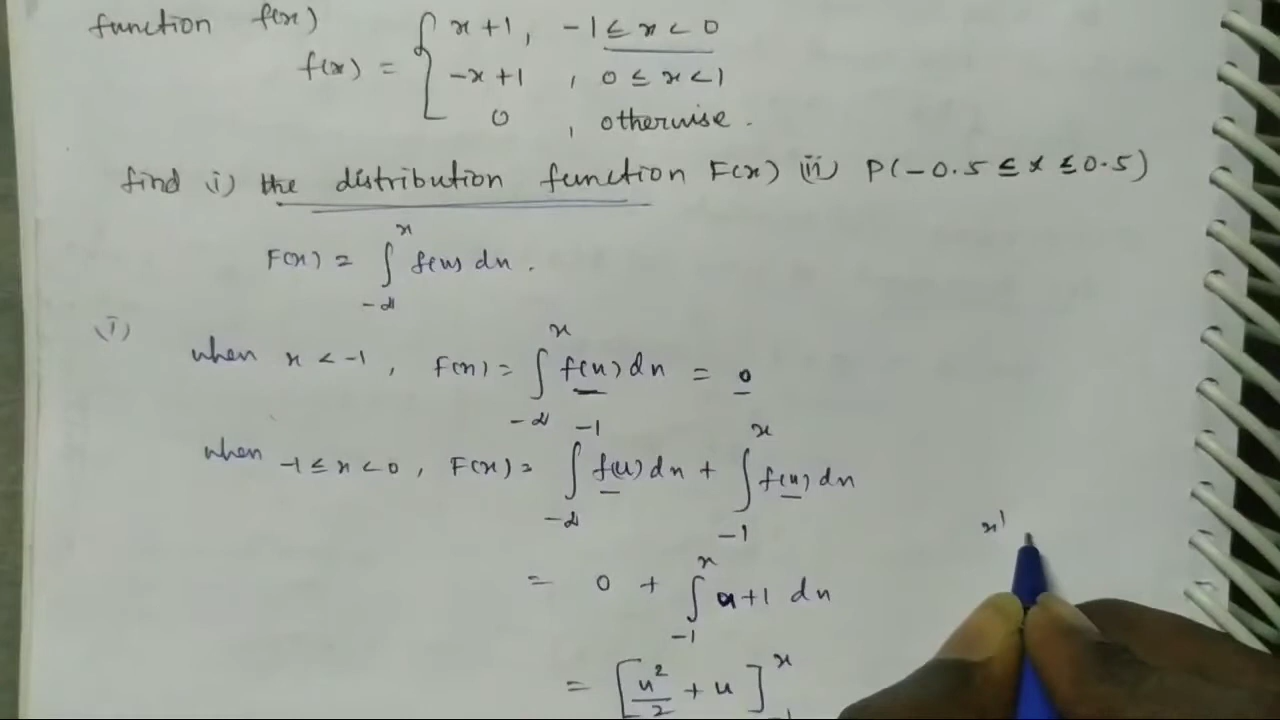 function f(x)
f(x) = { x+1, -1 ≤ x < 0
-x+1 , 0 ≤ x < 1
0 , otherwise.
find i) the distribution function F(x) ii) P(-0.5 ≤ x ≤ 0.5)
F(x) = ∫_{-∞}^{x} f(u) du.
(i)
when x < -1, F(x) = ∫_{-∞}^{x} f(u) du = 0
when -1 ≤ x < 0, F(x) = ∫_{-∞}^{-1} f(u) du + ∫_{-1}^{x} f(u) du
= 0 + ∫_{-1}^{x} u+1 du
= [u²/2 + u]_{-1}^{x}